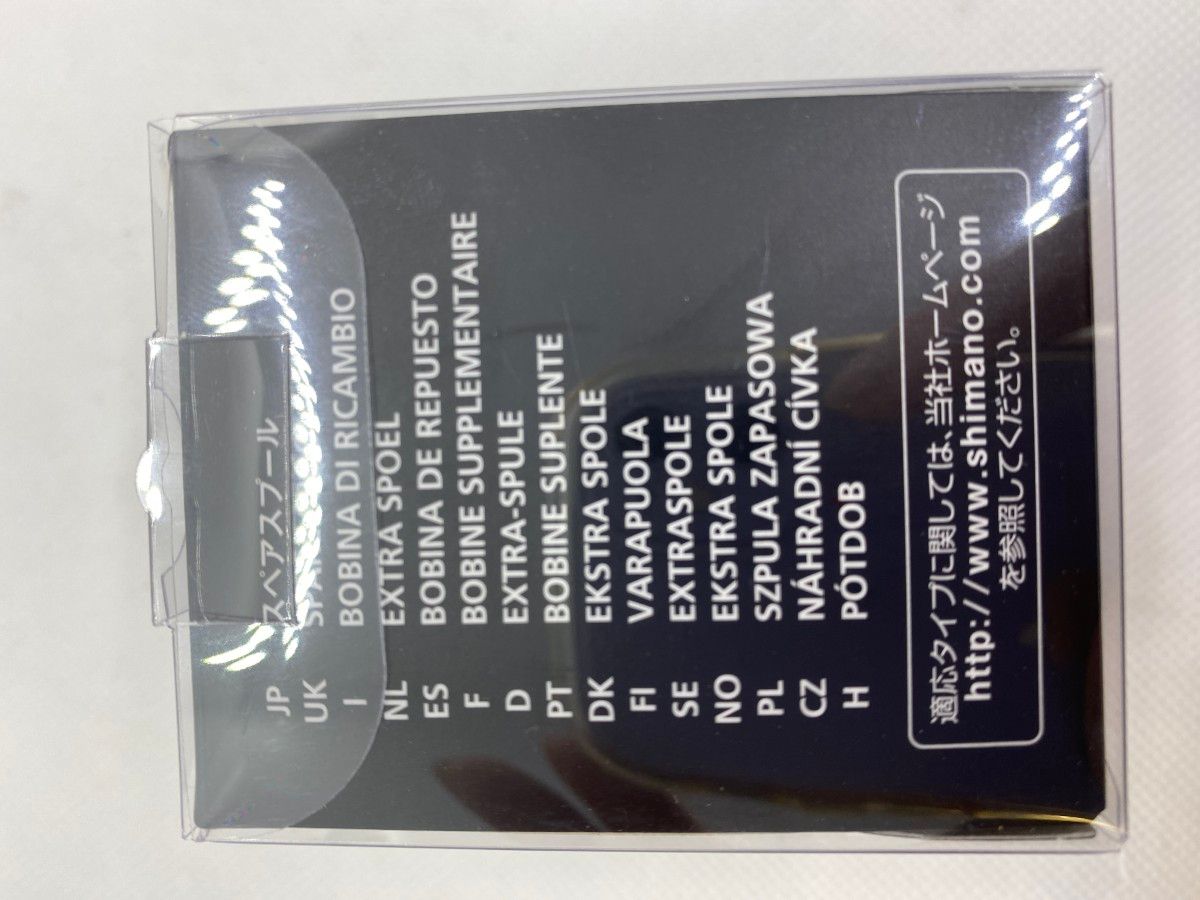 JP スペアスプール
UK
I BOBINA DI RICAMBIO
NL EXTRA SPOEL
ES BOBINA DE REPUESTO
F BOBINE SUPPLEMENTAIRE
D EXTRA-SPULE
PT BOBINE SUPLENTE
DK EKSTRA SPOLE
FI VARAPUOLA
SE EXTRASPOLE
NO EKSTRA SPOLE
PL SZPULA ZAPASOWA
CZ NÁHRADNÍ CÍVKA
H PÓTDOB
適応タイプに関しては、当社ホームページ
http://www.shimano.com
を参照してください。